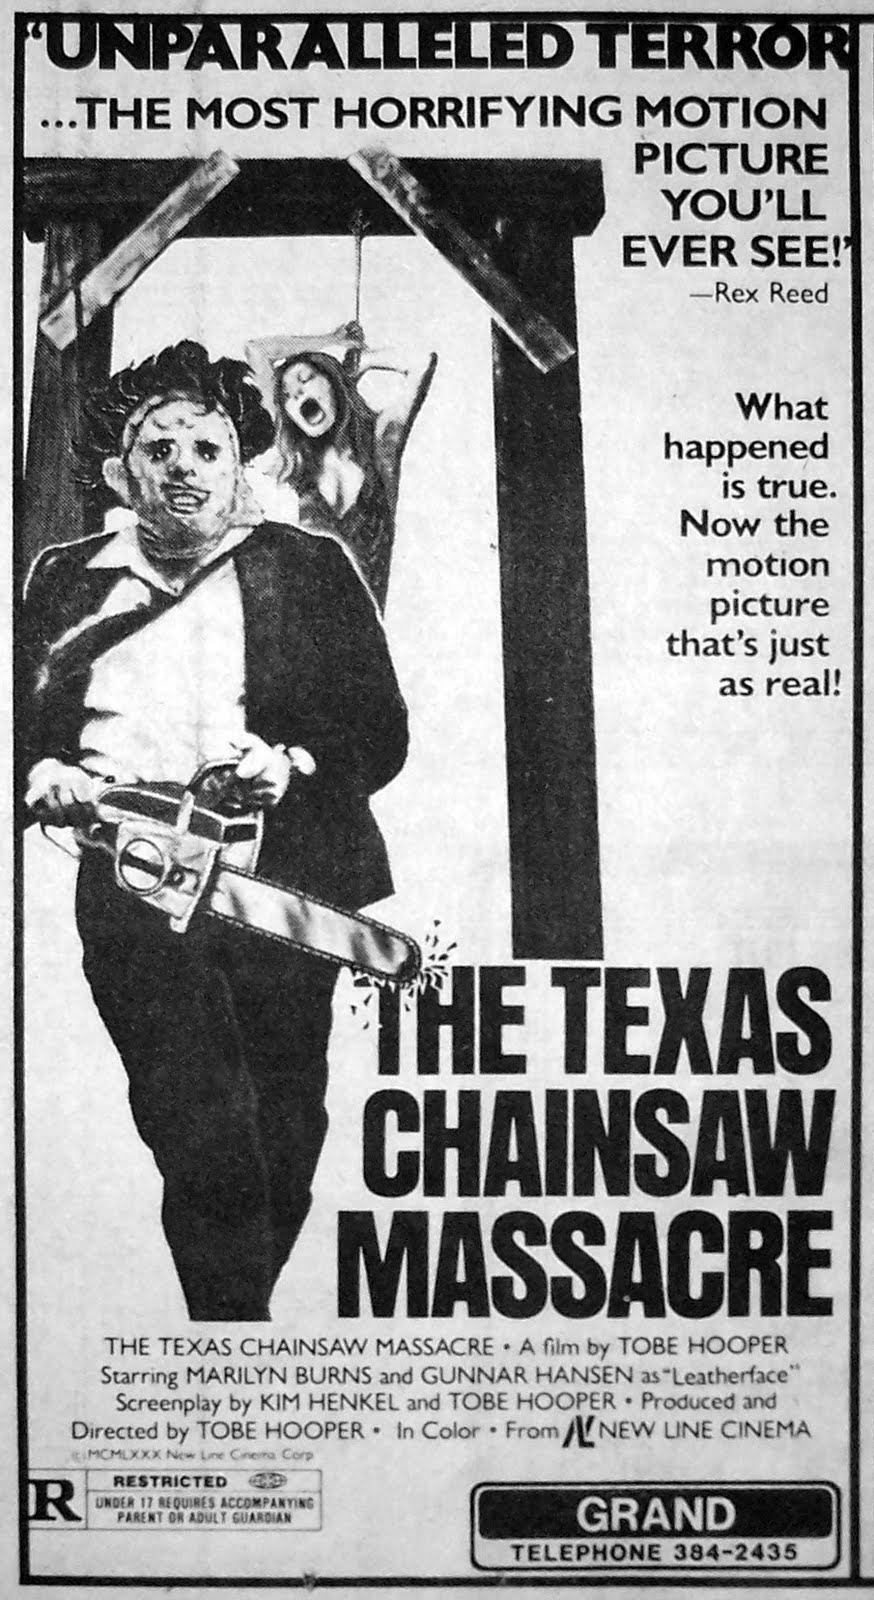 "UNPARALLELED TERROR
...THE MOST HORRIFYING MOTION
PICTURE
YOU'LL
EVER SEE!"
—Rex Reed
What
happened
is true.
Now the
motion
picture
that's just
as real!
THE TEXAS
CHAINSAW
MASSACRE
THE TEXAS CHAINSAW MASSACRE • A film by TOBE HOOPER
Starring MARILYN BURNS and GUNNAR HANSEN as "Leatherface"
Screenplay by KIM HENKEL and TOBE HOOPER • Produced and
Directed by TOBE HOOPER • In Color • From NEW LINE CINEMA
© MCMLXXX New Line Cinema Corp
R RESTRICTED
UNDER 17 REQUIRES ACCOMPANYING
PARENT OR ADULT GUARDIAN
GRAND
TELEPHONE 384-2435